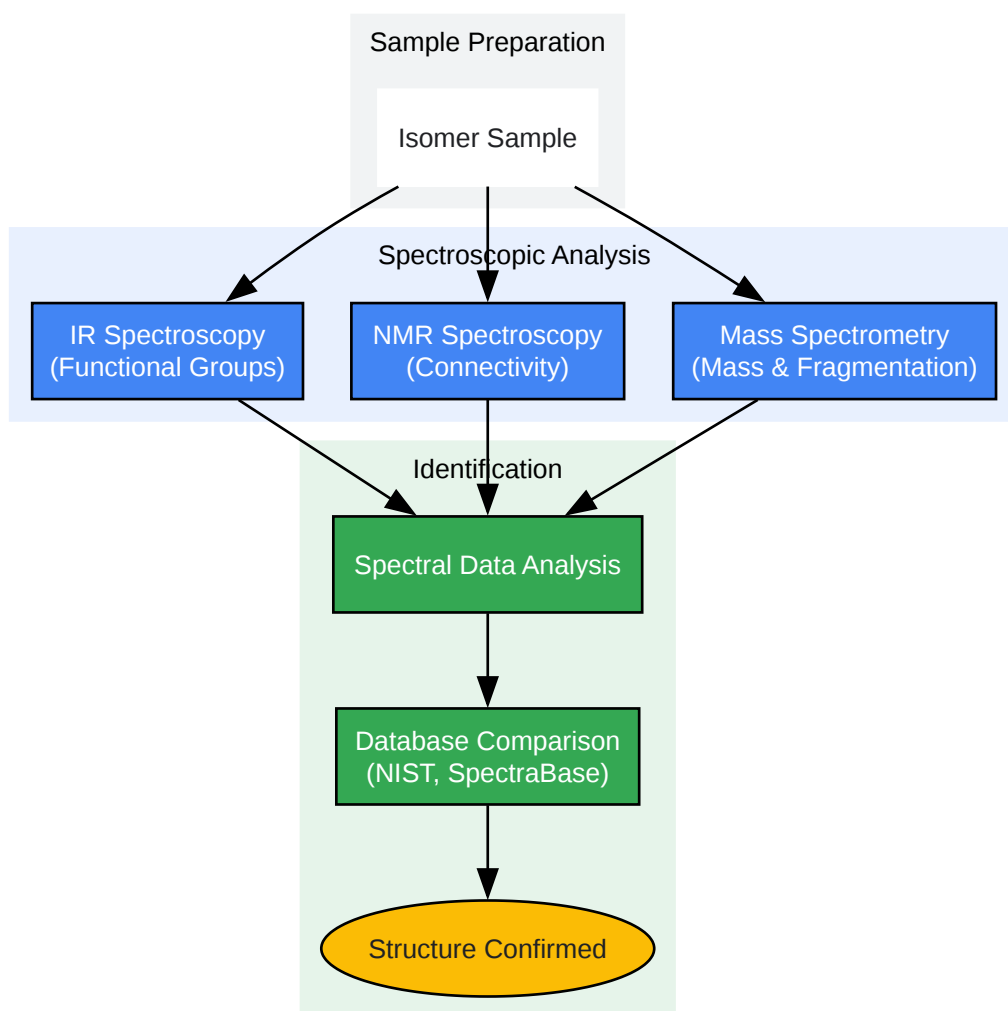 Sample Preparation
Isomer Sample
Spectroscopic Analysis
IR Spectroscopy
(Functional Groups)
NMR Spectroscopy
(Connectivity)
Mass Spectrometry
(Mass & Fragmentation)
Identification
Spectral Data Analysis
Database Comparison
(NIST, SpectraBase)
Structure Confirmed